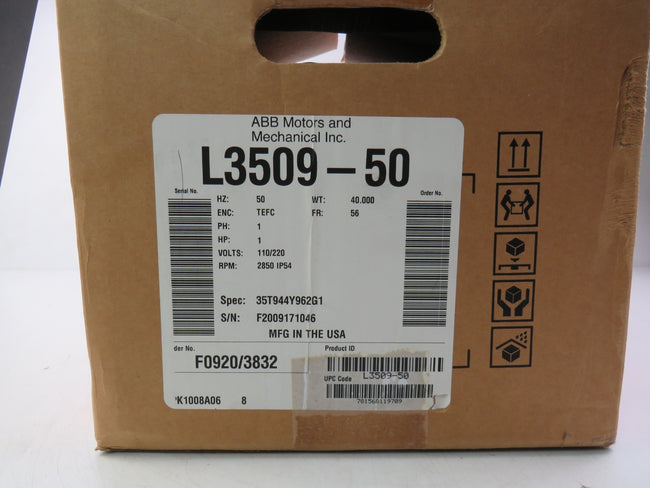 ABB Motors and
Mechanical Inc.
L3509-50
Serial No.
Order No.
HZ: 50 WT: 40.000
ENC: TEFC FR: 56
PH: 1
HP: 1
VOLTS: 110/220
RPM: 2850 IP54
Spec: 35T944Y962G1
S/N: F2009171046
MFG IN THE USA
der No.
F0920/3832
Product ID
L3509-50
UPC Code
701560119709
K1008A06 8